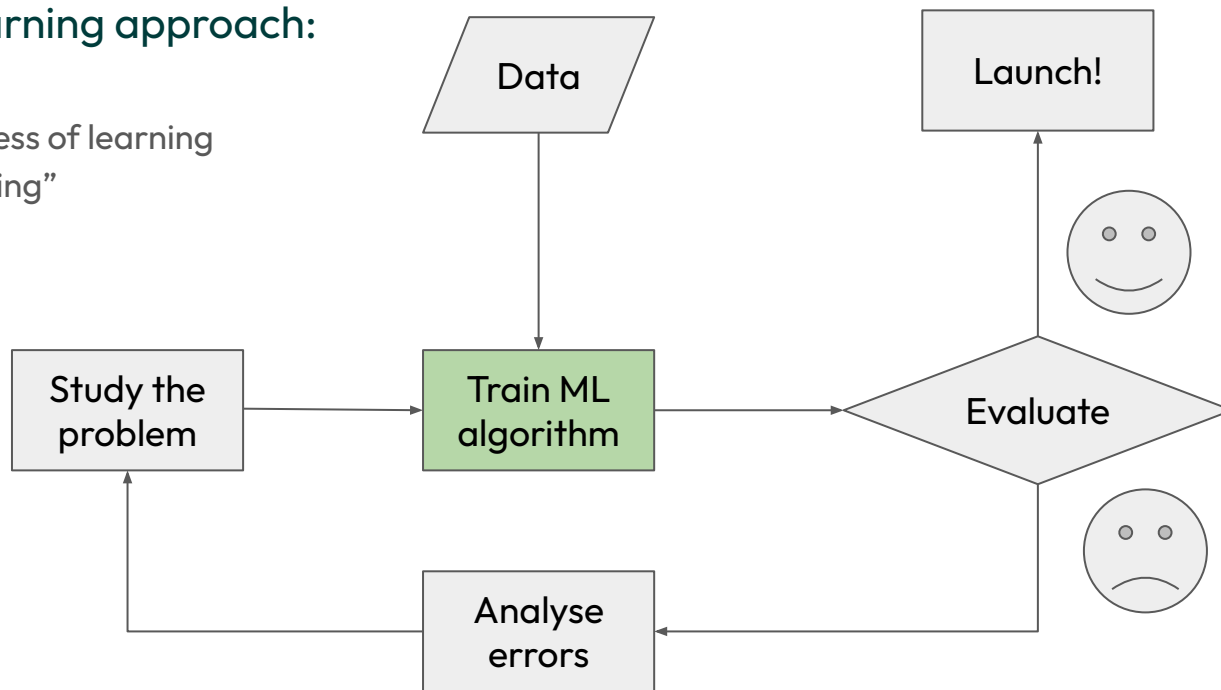 rning approach:
ess of learning
ing”
Data
Launch!
Study the
problem
Train ML
algorithm
Evaluate
Analyse
errors